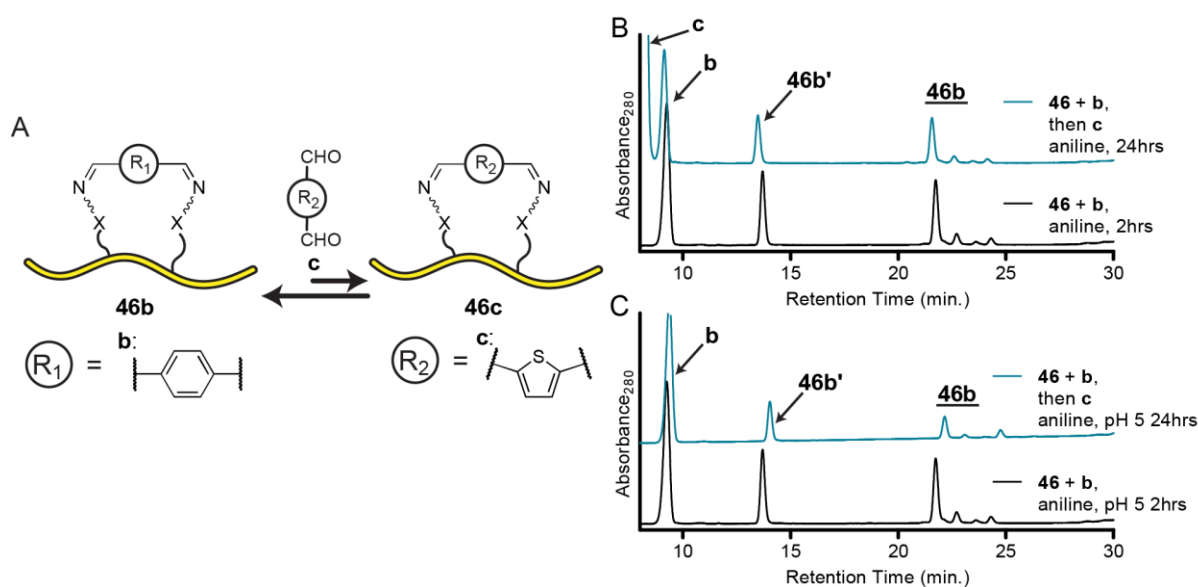 A
R₁
N
N
X
X
46b
R₁ =
b:
CHO
R₂
CHO
c
R₂
N
N
X
X
46c
R₂ =
c:
S
B
Absorbance₂₈₀
c
b
46b'
46b
46 + b,
then c
aniline, 24hrs
46 + b,
aniline, 2hrs
10 15 20 25 30
Retention Time (min.)
C
Absorbance₂₈₀
b
46b'
46b
46 + b,
then c
aniline, pH 5 24hrs
46 + b,
aniline, pH 5 2hrs
10 15 20 25 30
Retention Time (min.)